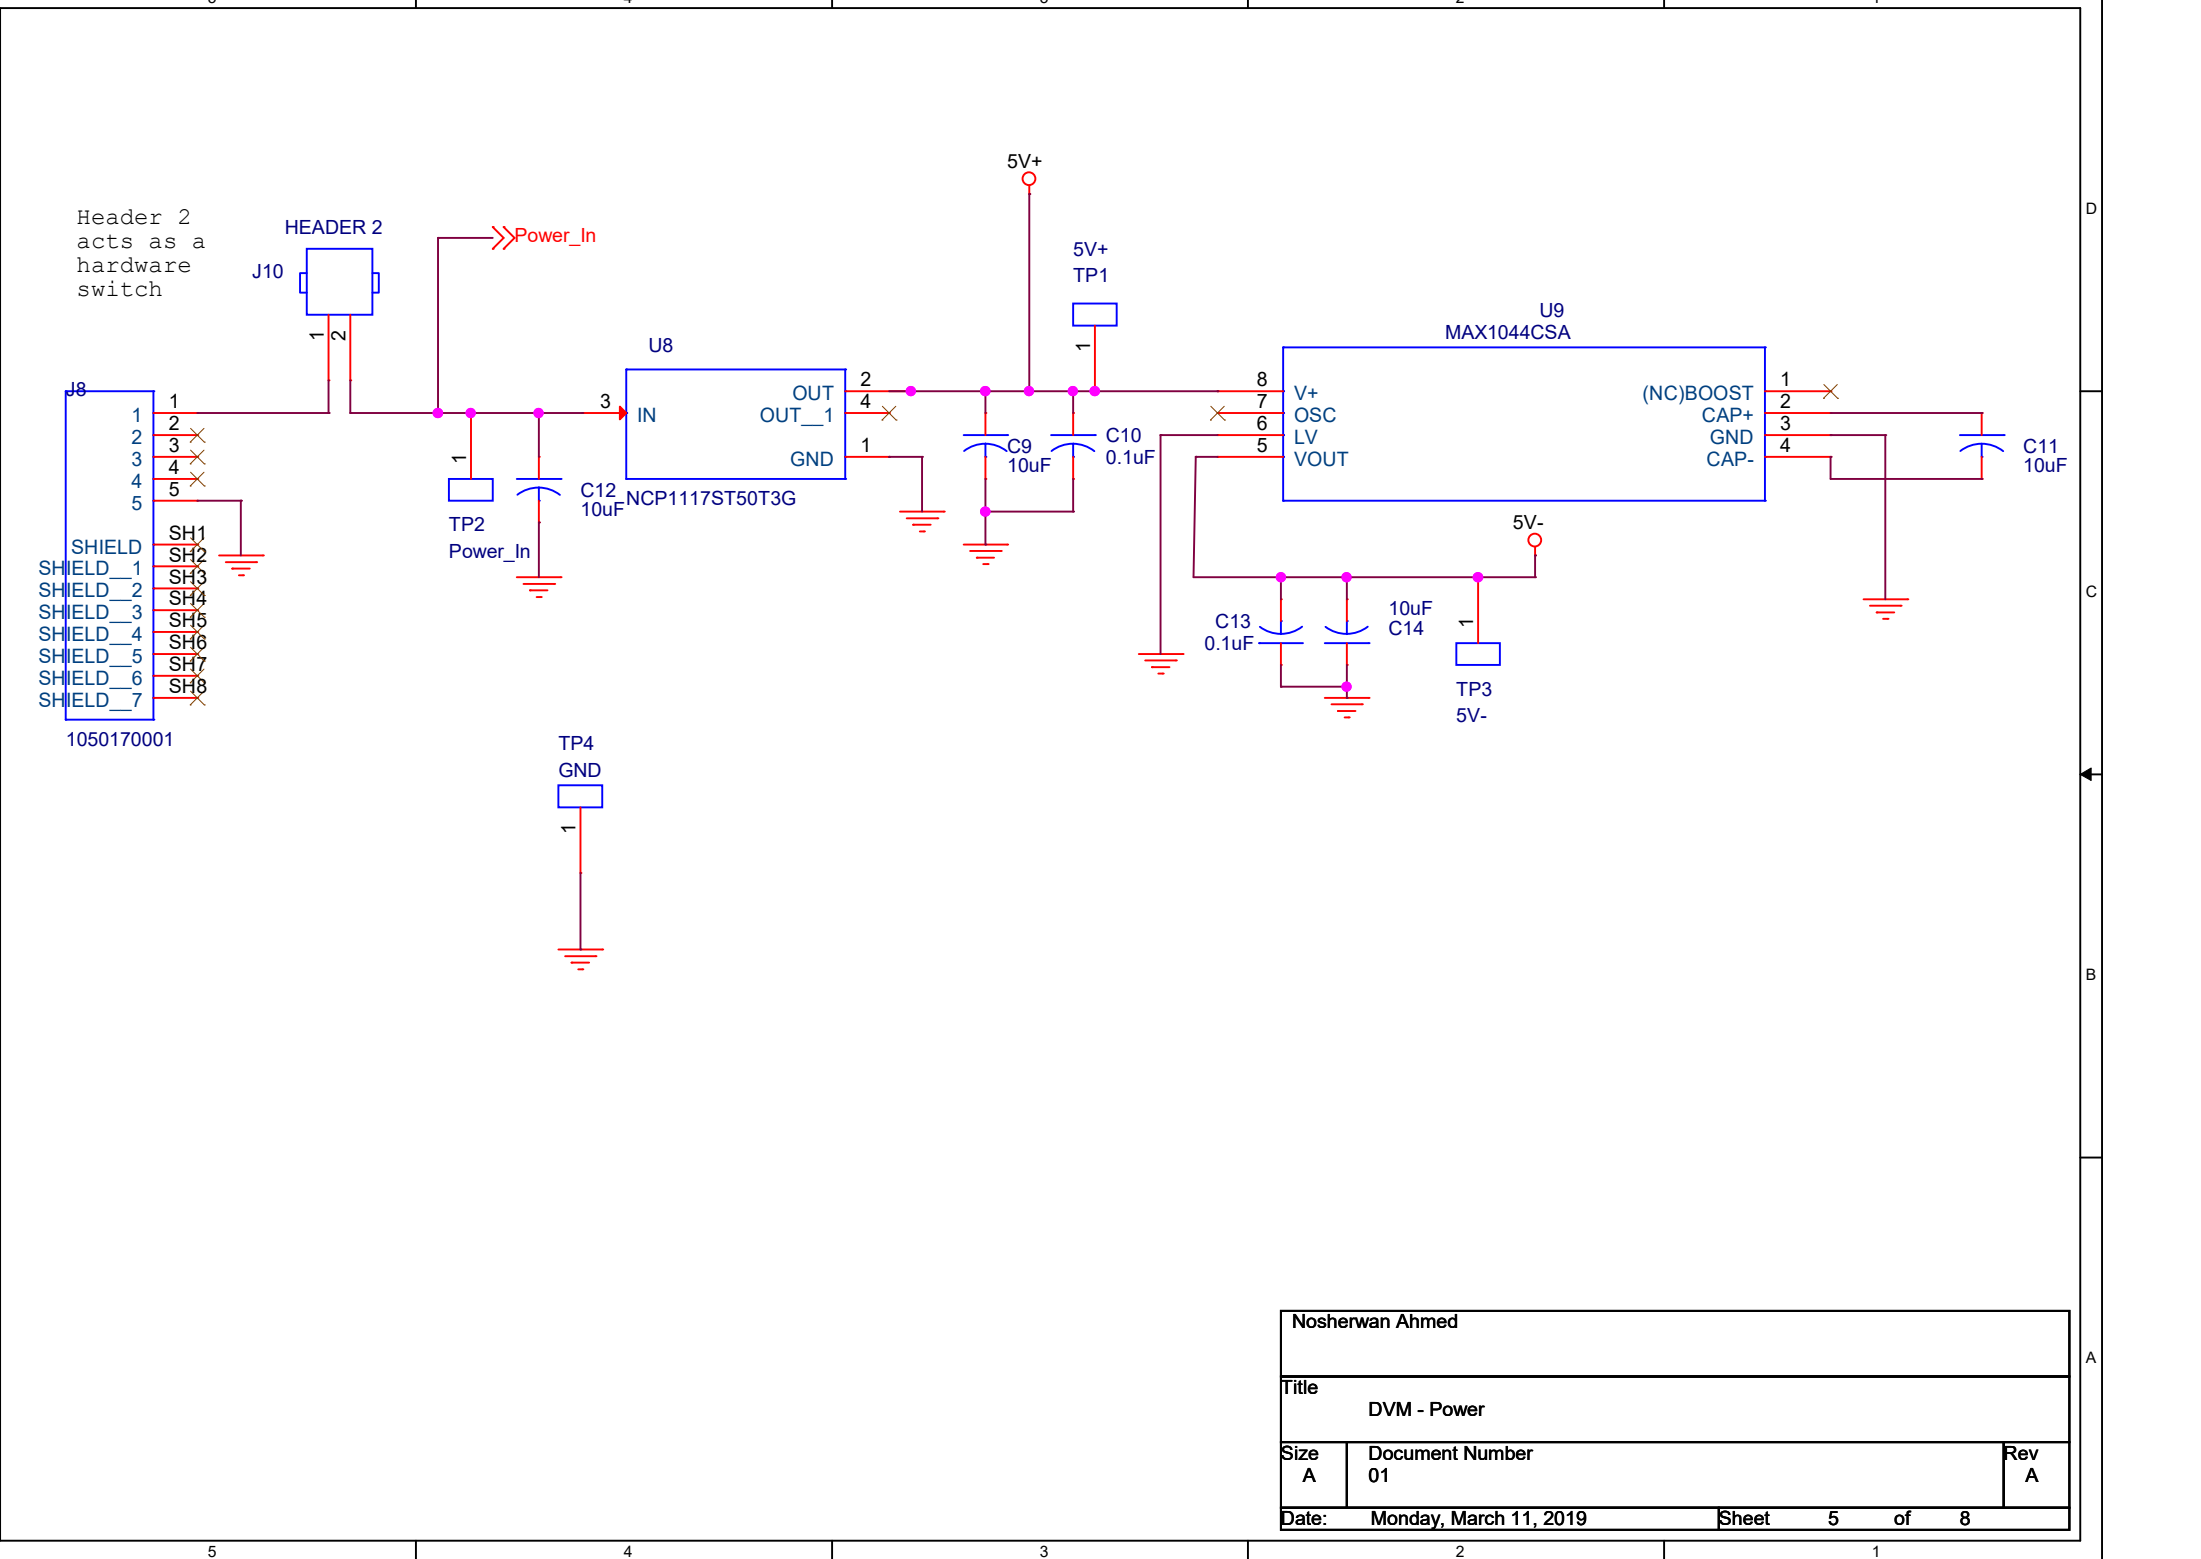 5V+
Header 2
acts as a
hardware
switch
HEADER 2
J10
1
2
Power_In
5V+
TP1
1
D
U8
U9
MAX1044CSA
J8
1 1
2 2
3 3
4 4
5 5
SHIELD SH1
SHIELD__1 SH2
SHIELD__2 SH3
SHIELD__3 SH4
SHIELD__4 SH5
SHIELD__5 SH6
SHIELD__6 SH7
SHIELD__7 SH8
1050170001
1
TP2
Power_In
C12
10uF
3 IN
OUT 2
OUT__1 4
GND 1
NCP1117ST50T3G
C9
10uF
C10
0.1uF
8 V+
7 OSC
6 LV
5 VOUT
(NC)BOOST 1
CAP+ 2
GND 3
CAP- 4
C11
10uF
5V-
C13
0.1uF
10uF
C14
1
TP3
5V-
C
TP4
GND
1
B
A
Nosherwan Ahmed
Title
DVM - Power
Size
A
Document Number
01
Rev
A
Date: Monday, March 11, 2019 Sheet 5 of 8
5 4 3 2 1